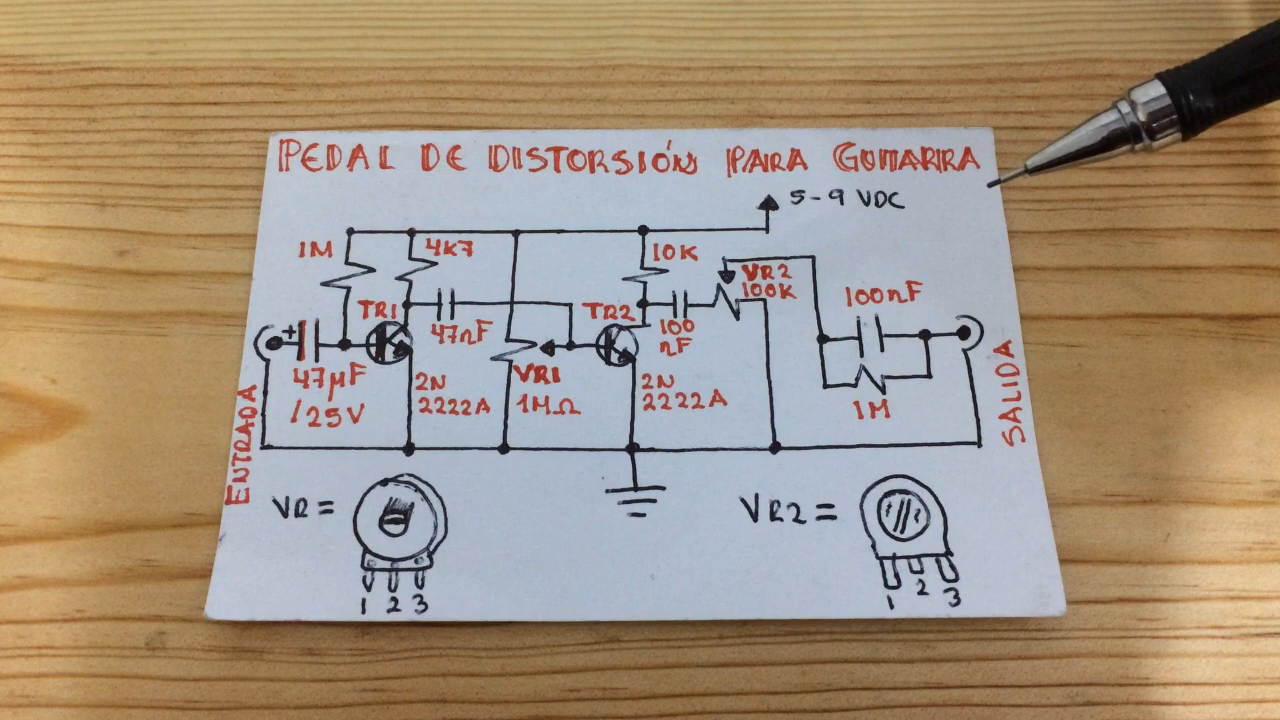 PEDAL DE DISTORSIÓN PARA GUITARRA
5-9 VDC
1M
4K7
10K
VR2
100K
100nF
TR1
TR2
+
47nF
100
nF
47µF
/25V
VR1
1MΩ
2N
2222A
2N
2222A
1M
ENTRADA
SALIDA
VR=
VR2=
1 2 3
1 2 3